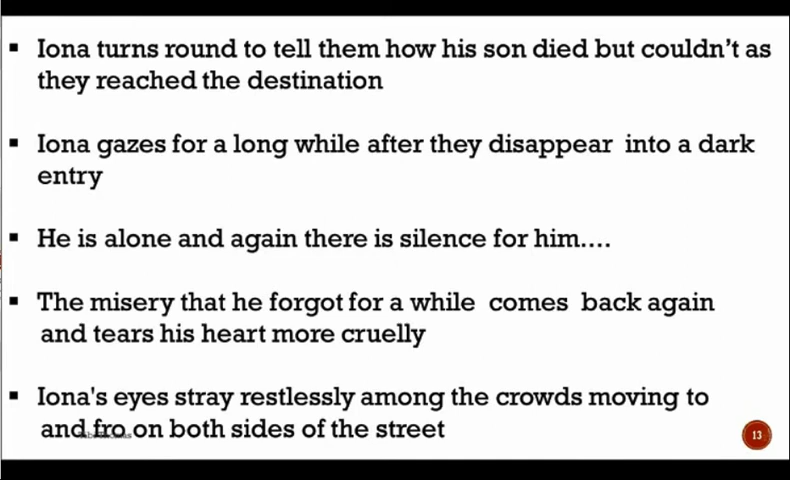 ▪ Iona turns round to tell them how his son died but couldn't as
they reached the destination
▪ Iona gazes for a long while after they disappear into a dark
entry
▪ He is alone and again there is silence for him....
▪ The misery that he forgot for a while comes back again
and tears his heart more cruelly
▪ Iona's eyes stray restlessly among the crowds moving to
and fro on both sides of the street
13